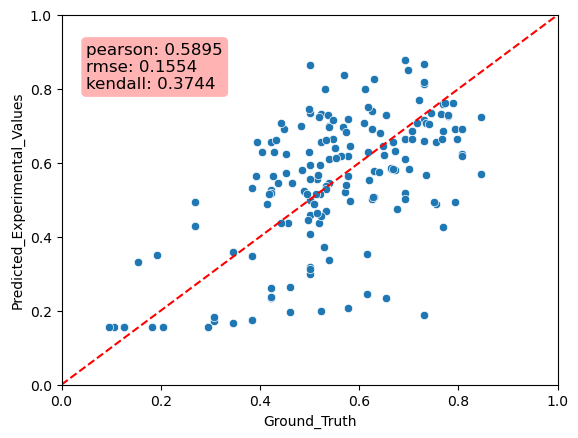 1.0
0.8
0.6
0.4
0.2
0.0
Predicted_Experimental_Values
pearson: 0.5895
rmse: 0.1554
kendall: 0.3744
0.0 0.2 0.4 0.6 0.8 1.0
Ground_Truth